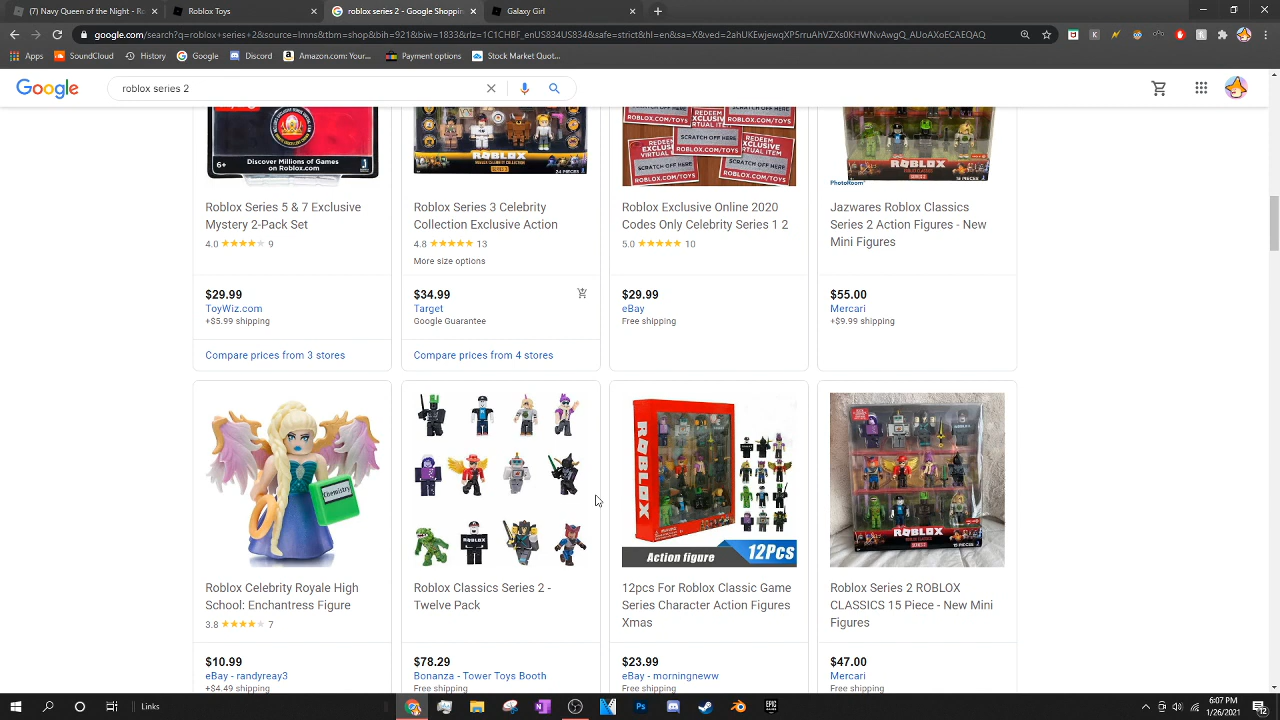 (7) Navy Queen of the Night - Ro
Roblox Toys
roblox series 2 - Google Shopping
Galaxy Girl
google.com/search?q=roblox+series+2&source=lnms&tbm=shop&bih=921&biw=1833&rlz=1C1CHBF_enUS834US834&safe=strict&hl=en&sa=X&ved=2ahUKEwjewqXP5rruAhVZXs0KHWNvAwgQ_AUoAXoECAEQAQ
Apps SoundCloud History Google Discord Amazon.com: Your... Payment options Stock Market Quot...
Google
roblox series 2
6+
Discover Millions of Games
on Roblox.com
ROBLOX
24 PIECES
ROBLOX.COM/TOYS
SCRATCH OFF HERE
REDEEM
SCRATCH OFF HERE
ROBLOX.COM/TOYS
ROBLOX
PhotoRoom
Roblox Series 5 & 7 Exclusive
Mystery 2-Pack Set
4.0 9
$29.99
ToyWiz.com
+$5.99 shipping
Compare prices from 3 stores
Roblox Series 3 Celebrity
Collection Exclusive Action
4.8 13
More size options
$34.99
Target
Google Guarantee
Compare prices from 4 stores
Roblox Exclusive Online 2020
Codes Only Celebrity Series 1 2
5.0 10
$29.99
eBay
Free shipping
Jazwares Roblox Classics
Series 2 Action Figures - New
Mini Figures
$55.00
Mercari
+$9.99 shipping
Chemistry
Roblox Celebrity Royale High
School: Enchantress Figure
3.8 7
$10.99
eBay - randyreay3
+$4.49 shipping
ROBLOX
Roblox Classics Series 2 -
Twelve Pack
$78.29
Bonanza - Tower Toys Booth
Free shipping
ROBLOX
Action figure 12Pcs
12pcs For Roblox Classic Game
Series Character Action Figures
Xmas
$23.99
eBay - morningneww
Free shipping
ROBLOX
15 PIECES
Roblox Series 2 ROBLOX
CLASSICS 15 Piece - New Mini
Figures
$47.00
Mercari
Free shipping
Links
6:07 PM
1/26/2021